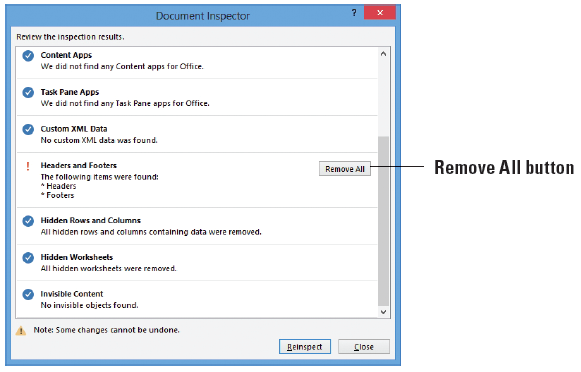 Document Inspector
?
×
Review the inspection results.
Content Apps
We did not find any Content apps for Office.
Task Pane Apps
We did not find any Task Pane apps for Office.
Custom XML Data
No custom XML data was found.
! Headers and Footers
Remove All
Remove All button
The following items were found:
* Headers
* Footers
Hidden Rows and Columns
All hidden rows and columns containing data were removed.
Hidden Worksheets
All hidden worksheets were removed.
Invisible Content
No invisible objects found.
Note: Some changes cannot be undone.
Reinspect
Close